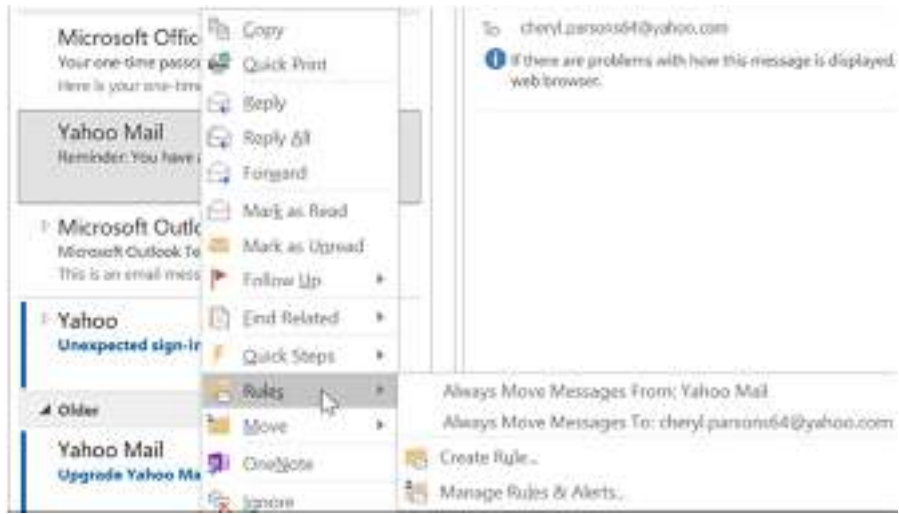 Microsoft Offic
Your one-time passc
Here is your one-time
Yahoo Mail
Reminder: You have a
Microsoft Outlo
Microsoft Outlook Te
This is an email mess
Yahoo
Unexpected sign-in
Older
Yahoo Mail
Upgrade Yahoo Ma
Copy
Quick Print
Reply
Reply All
Forward
Mark as Read
Mark as Unread
Follow Up
Find Related
Quick Steps
Rules
Move
OneNote
Ignore
Always Move Messages From: Yahoo Mail
Always Move Messages To: cheryl.parsons64@yahoo.com
Create Rule...
Manage Rules & Alerts...
To cheryl.parsons64@yahoo.com
If there are problems with how this message is displayed,
web browser.